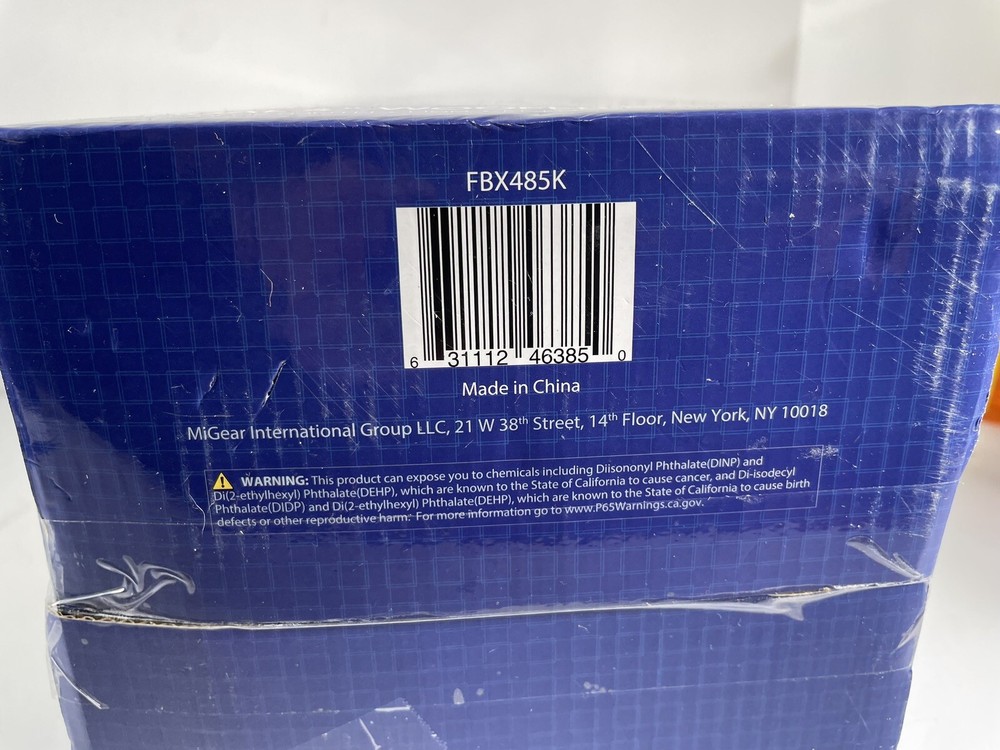 FBX485K
6 31112 46385 0
Made in China
MiGear International Group LLC, 21 W 38th Street, 14th Floor, New York, NY 10018
WARNING: This product can expose you to chemicals including Diisononyl Phthalate(DINP) and
Di(2-ethylhexyl) Phthalate(DEHP), which are known to the State of California to cause cancer, and Di-isodecyl
Phthalate(DIDP) and Di(2-ethylhexyl) Phthalate(DEHP), which are known to the State of California to cause birth
defects or other reproductive harm. For more information go to www.P65Warnings.ca.gov.